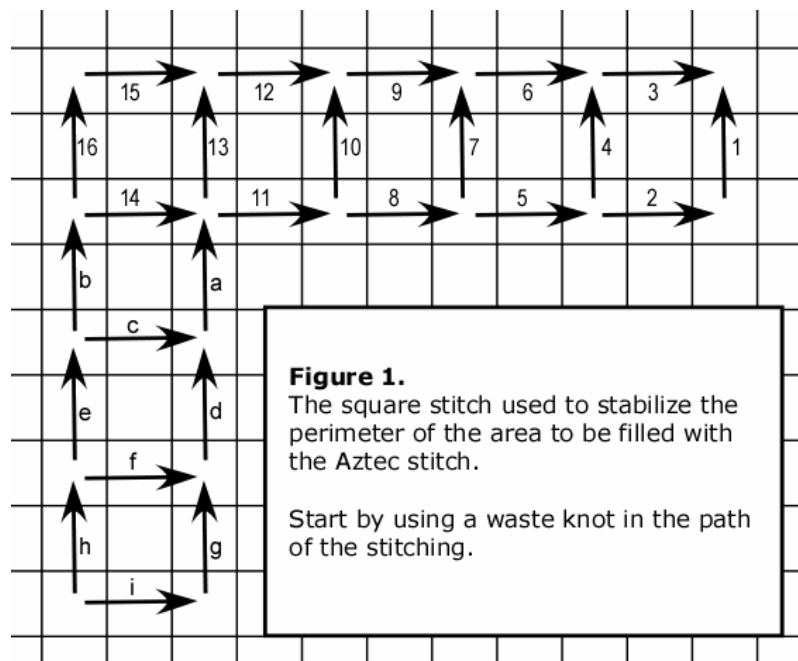 15 12 9 6 3
16 13 10 7 4 1
14 11 8 5 2
b a
c
e d
f
h g
i
Figure 1.
The square stitch used to stabilize the
perimeter of the area to be filled with
the Aztec stitch.
Start by using a waste knot in the path
of the stitching.